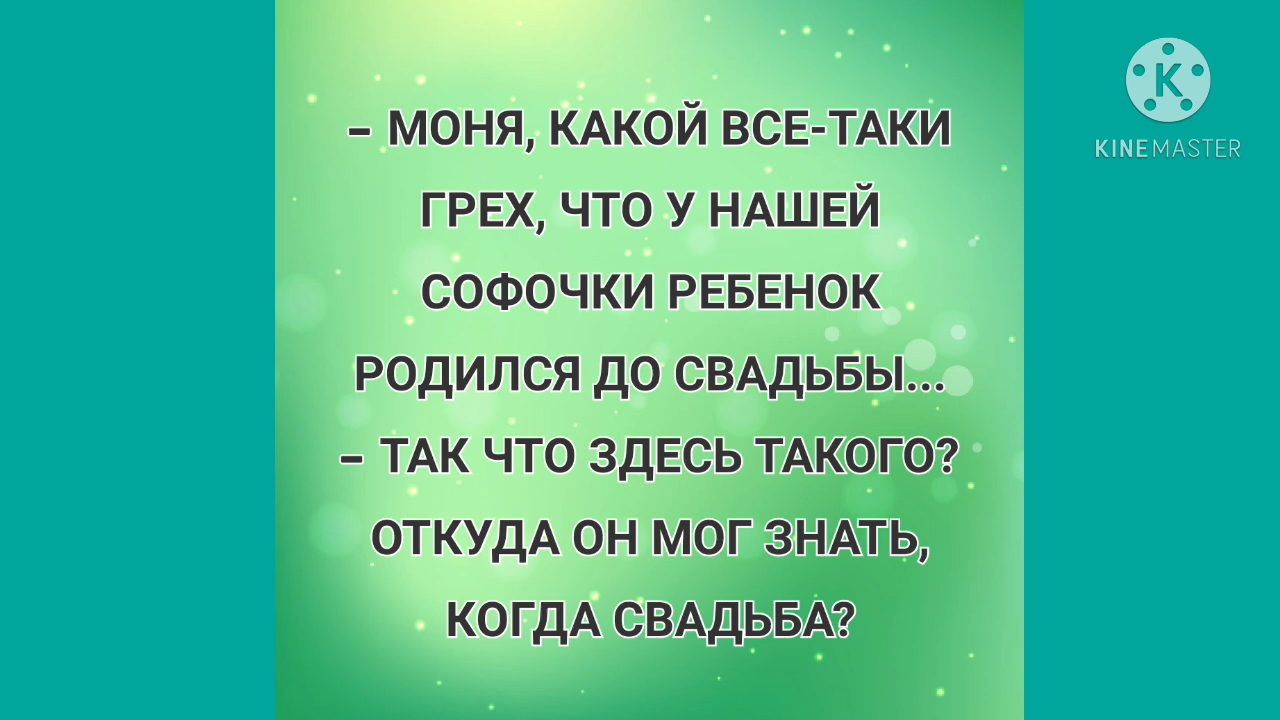 – МОНЯ, КАКОЙ ВСЕ-ТАКИ
ГРЕХ, ЧТО У НАШЕЙ
СОФОЧКИ РЕБЕНОК
РОДИЛСЯ ДО СВАДЬБЫ...
– ТАК ЧТО ЗДЕСЬ ТАКОГО?
ОТКУДА ОН МОГ ЗНАТЬ,
КОГДА СВАДЬБА?
K
KINEMASTER